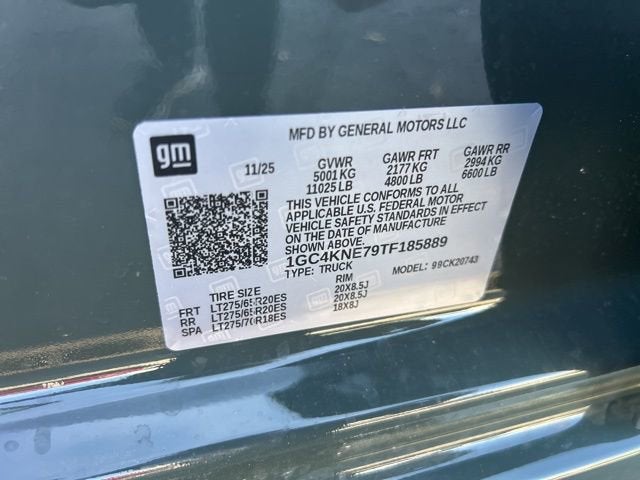 MFD BY GENERAL MOTORS LLC
gm
11/25
GVWR GAWR FRT GAWR RR
5001 KG 2177 KG 2994 KG
11025 LB 4800 LB 6600 LB
THIS VEHICLE CONFORMS TO ALL
APPLICABLE U.S. FEDERAL MOTOR
VEHICLE SAFETY STANDARDS IN EFFECT
ON THE DATE OF MANUFACTURE
SHOWN ABOVE.
1GC4KNE79TF185889
TYPE: TRUCK MODEL: 99CK20743
TIRE SIZE RIM
FRT LT275/65R20ES 20X8.5J
RR LT275/65R20ES 20X8.5J
SPA LT275/70R18ES 18X8J